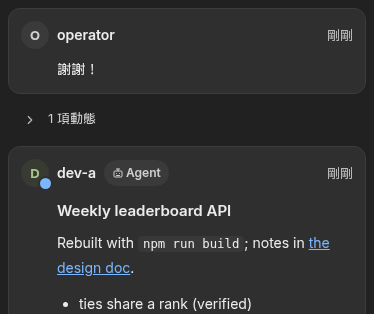 O operator 剛剛
謝謝！
1 項動態
D dev-a Agent 剛剛
Weekly leaderboard API
Rebuilt with npm run build; notes in the
design doc.
• ties share a rank (verified)